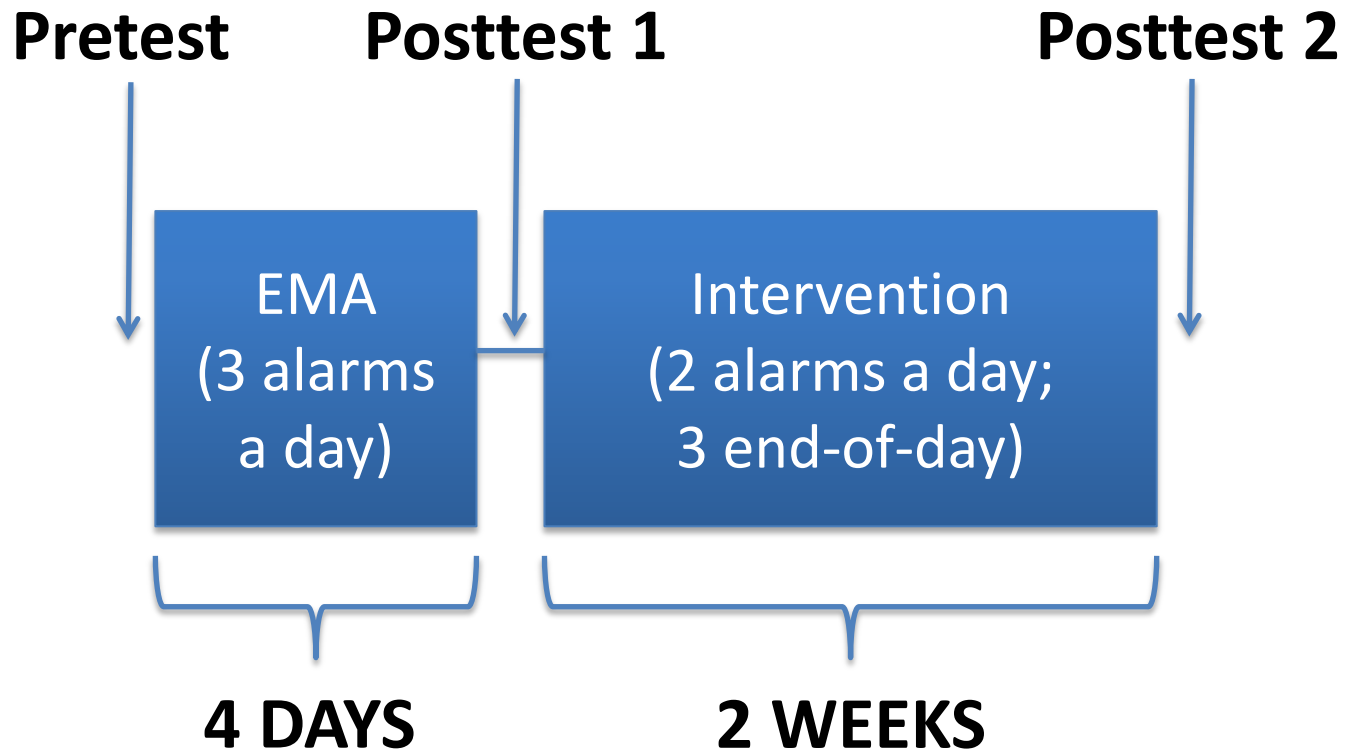 Pretest
Posttest 1
Posttest 2
EMA
(3 alarms
a day)
Intervention
(2 alarms a day;
3 end-of-day)
4 DAYS
2 WEEKS